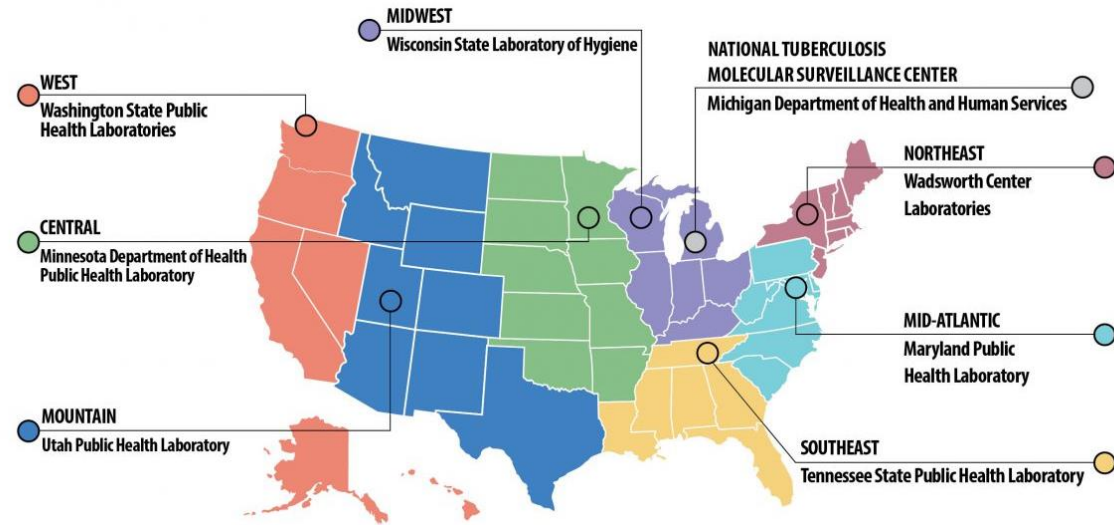 MIDWEST
Wisconsin State Laboratory of Hygiene
NATIONAL TUBERCULOSIS
MOLECULAR SURVEILLANCE CENTER
Michigan Department of Health and Human Services
WEST
Washington State Public
Health Laboratories
NORTHEAST
Wadsworth Center
Laboratories
CENTRAL
Minnesota Department of Health
Public Health Laboratory
MID-ATLANTIC
Maryland Public
Health Laboratory
MOUNTAIN
Utah Public Health Laboratory
SOUTHEAST
Tennessee State Public Health Laboratory